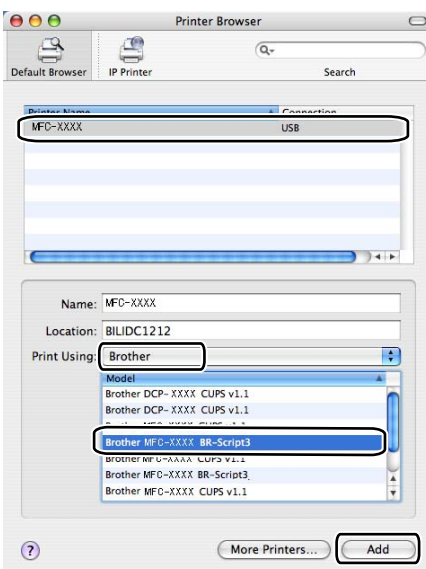 Printer Browser
Default Browser
IP Printer
Q-
Search
Printer Name
Connection
MFC-XXXX
USB
Name: MFC-XXXX
Location: BILIDC1212
Print Using: Brother
Model
Brother DCP- XXXX CUPS v1.1
Brother DCP- XXXX CUPS v1.1
Brother MFC-XXXX BR-Script3
Brother MFC-XXXX CUPS v1.1
Brother MFC-XXXX BR-Script3
Brother MFC-XXXX CUPS v1.1
?
More Printers...
Add